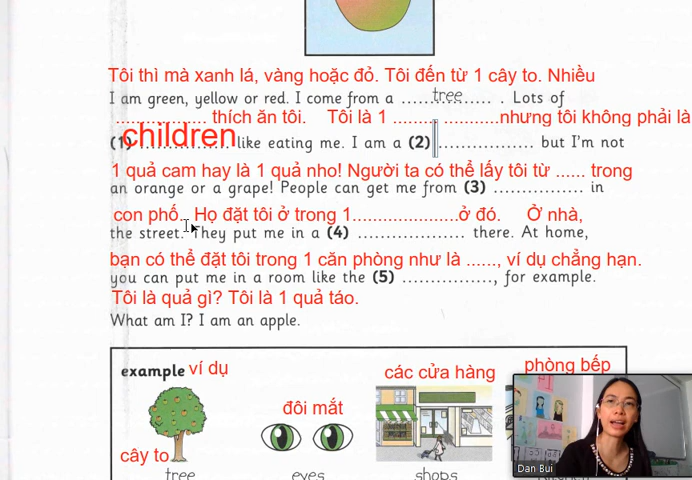 Tôi thì mà xanh lá, vàng hoặc đỏ. Tôi đến từ 1 cây to. Nhiều
I am green, yellow or red. I come from a ......tree...... . Lots of
.................. thích ăn tôi. Tôi là 1 ....................nhưng tôi không phải là
(1) children like eating me. I am a (2) .................. but I'm not
1 quả cam hay là 1 quả nho! Người ta có thể lấy tôi từ ...... trong
an orange or a grape! People can get me from (3) ................. in
con phố. Họ đặt tôi ở trong 1....................ở đó. Ở nhà,
the street. They put me in a (4) .................... there. At home,
bạn có thể đặt tôi trong 1 căn phòng như là ......, ví dụ chẳng hạn.
you can put me in a room like the (5) ................., for example.
Tôi là quả gì? Tôi là 1 quả táo.
What am I? I am an apple.
example ví dụ
đôi mắt
các cửa hàng
phòng bếp
cây to
tree
eyes
shops
Dan Bui